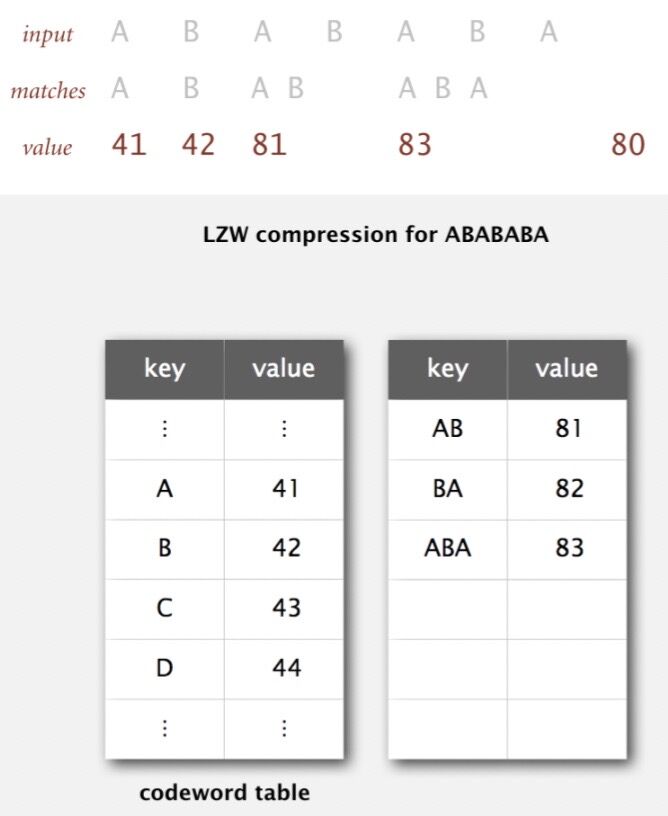 input A B A B A B A
matches A B A B A B A
value 41 42 81 83 80
LZW compression for ABABABA
key value key value
⋮ ⋮ AB 81
A 41 BA 82
B 42 ABA 83
C 43
D 44
⋮ ⋮
codeword table